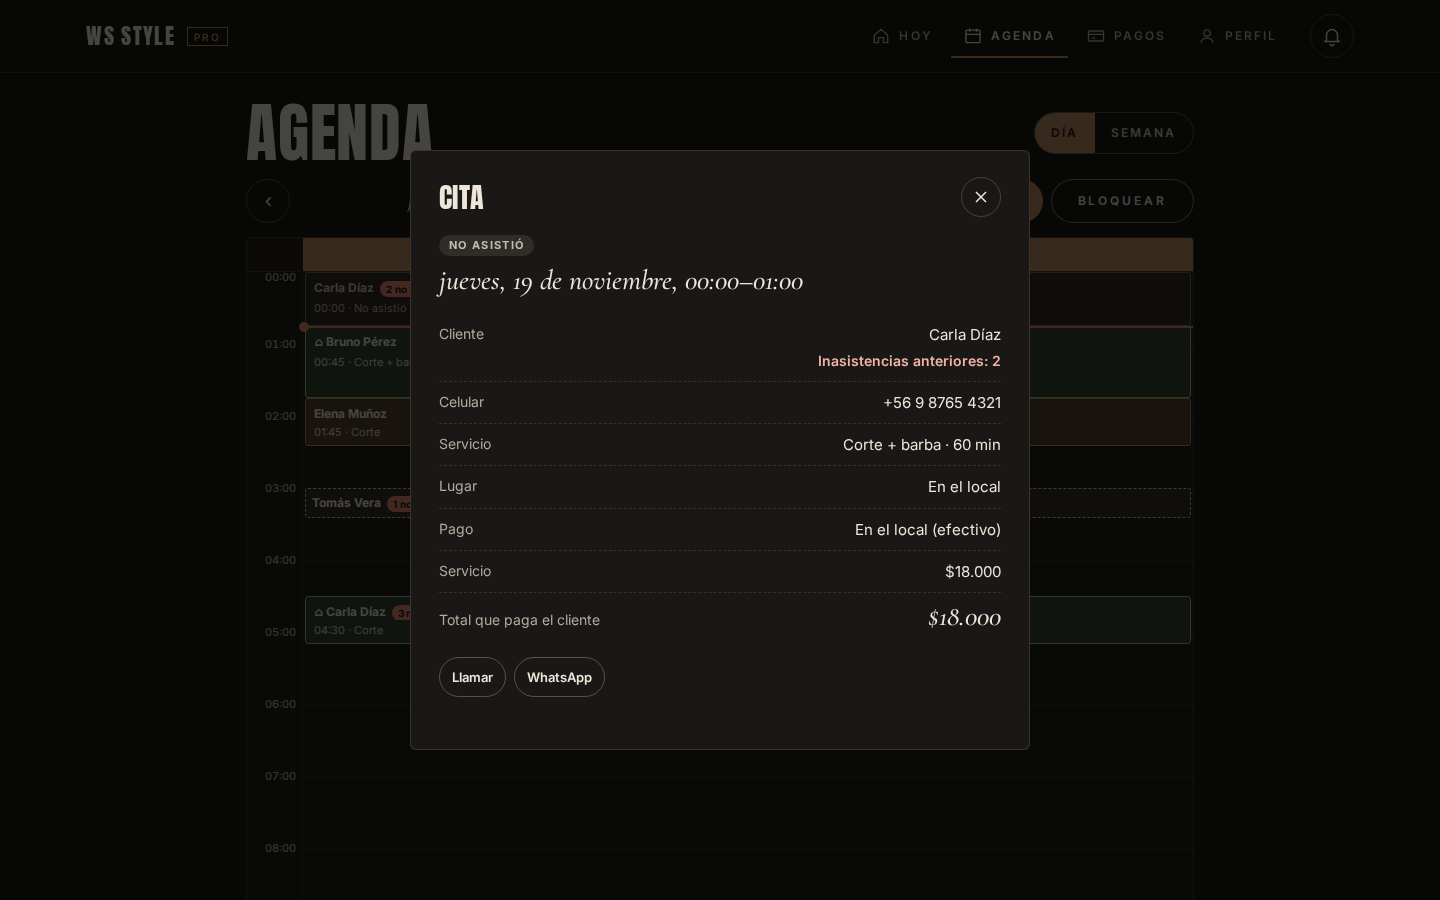 WS STYLE PRO HOY AGENDA PAGOS PERFIL
AGENDA
DÍA SEMANA
‹ BLOQUEAR
CITA
NO ASISTIÓ
jueves, 19 de noviembre, 00:00–01:00
Cliente Carla Díaz
Inasistencias anteriores: 2
Celular +56 9 8765 4321
Servicio Corte + barba · 60 min
Lugar En el local
Pago En el local (efectivo)
Servicio $18.000
Total que paga el cliente $18.000
Llamar WhatsApp
00:00
Carla Díaz 2 no
00:00 · No asistió
01:00
Bruno Pérez
00:45 · Corte + ba
02:00
Elena Muñoz
01:45 · Corte
03:00
Tomás Vera 1 no
04:00
Carla Díaz 3
04:30 · Corte
05:00
06:00
07:00
08:00